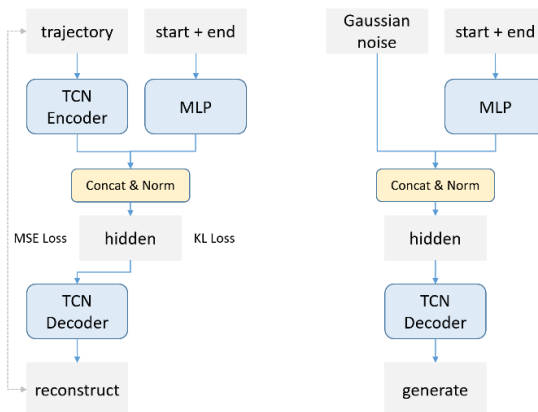 trajectory
start + end
TCN
Encoder
MLP
Concat & Norm
MSE Loss
hidden
KL Loss
TCN
Decoder
reconstruct
Gaussian
noise
start + end
MLP
Concat & Norm
hidden
TCN
Decoder
generate